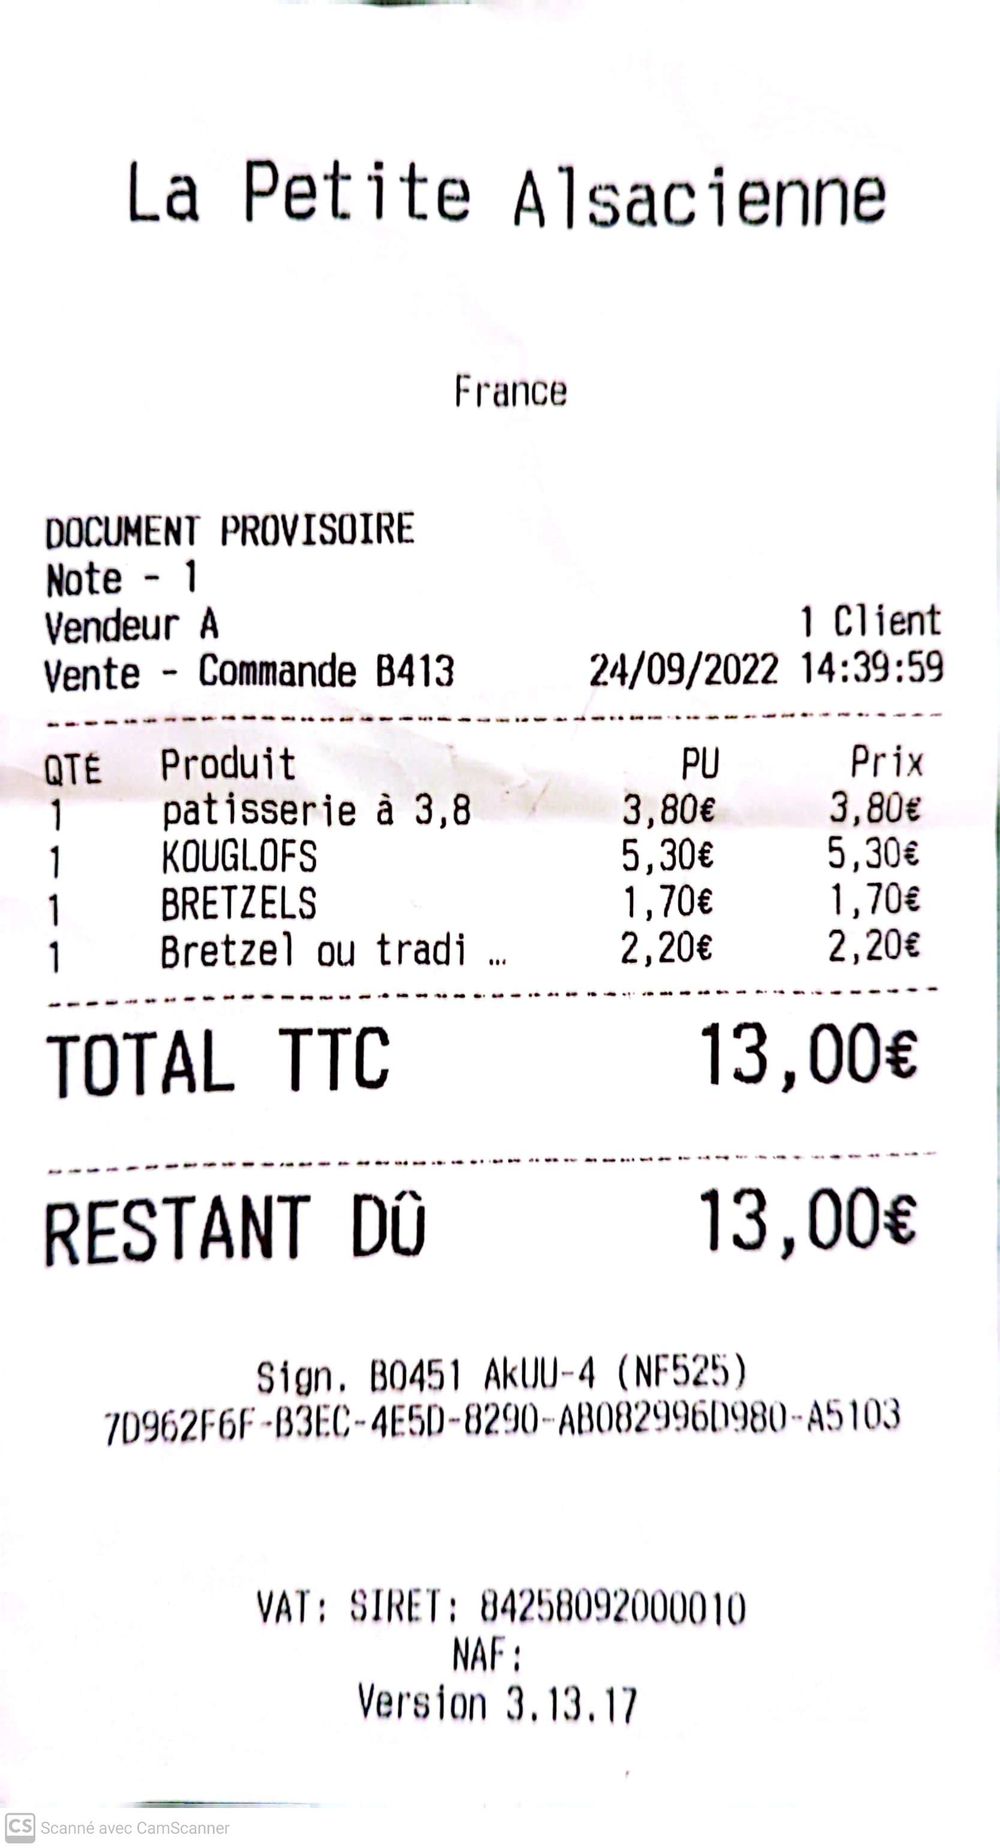 La Petite Alsacienne
France
DOCUMENT PROVISOIRE
Note - 1
Vendeur A 1 Client
Vente - Commande B413 24/09/2022 14:39:59
QTÉ Produit PU Prix
1 patisserie à 3,8 3,80€ 3,80€
1 KOUGLOFS 5,30€ 5,30€
1 BRETZELS 1,70€ 1,70€
1 Bretzel ou tradi … 2,20€ 2,20€
TOTAL TTC 13,00€
RESTANT DÛ 13,00€
Sign. B0451 AkUU-4 (NF525)
7D962F6F-B3EC-4E5D-8290-AB082996D980-A5103
VAT: SIRET: 84258092000010
NAF:
Version 3.13.17
CS Scanné avec CamScanner